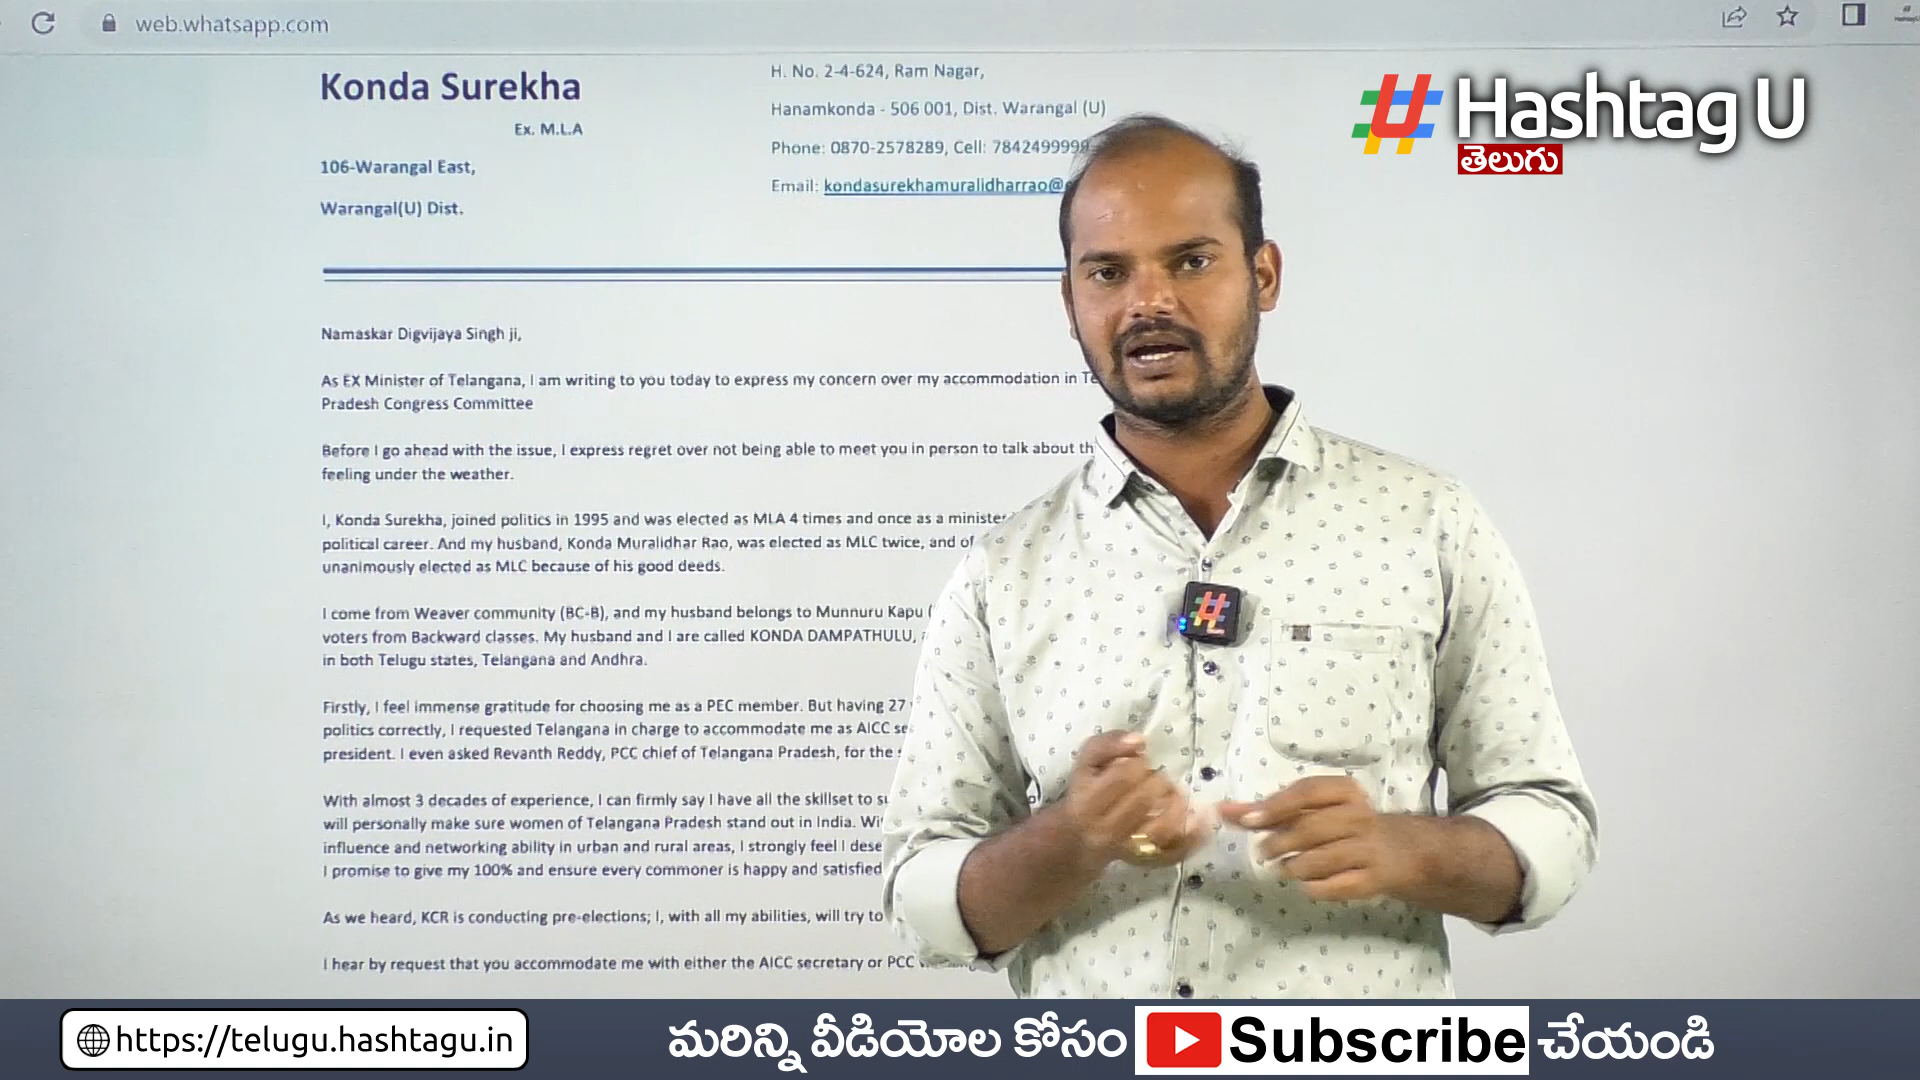 web.whatsapp.com
Konda Surekha
Ex. M.L.A
106-Warangal East,
Warangal(U) Dist.
H. No. 2-4-624, Ram Nagar,
Hanamkonda - 506 001, Dist. Warangal (U)
Phone: 0870-2578289, Cell: 7842499999
Email: kondasurekhamuralidharrao@
Hashtag U
తెలుగు
Namaskar Digvijaya Singh ji,
As EX Minister of Telangana, I am writing to you today to express my concern over my accommodation in
Pradesh Congress Committee
Before I go ahead with the issue, I express regret over not being able to meet you in person to talk about
feeling under the weather.
I, Konda Surekha, joined politics in 1995 and was elected as MLA 4 times and once as a minister
political career. And my husband, Konda Muralidhar Rao, was elected as MLC twice, and
unanimously elected as MLC because of his good deeds.
I come from Weaver community (BC-B), and my husband belongs to Munnuru Kapu (
voters from Backward classes. My husband and I are called KONDA DAMPATHULU,
in both Telugu states, Telangana and Andhra.
Firstly, I feel immense gratitude for choosing me as a PEC member. But having 27
politics correctly, I requested Telangana in charge to accommodate me as AICC
president. I even asked Revanth Reddy, PCC chief of Telangana Pradesh, for the
With almost 3 decades of experience, I can firmly say I have all the skillset to
will personally make sure women of Telangana Pradesh stand out in India.
influence and networking ability in urban and rural areas, I strongly feel I
I promise to give my 100% and ensure every commoner is happy and satisfied
As we heard, KCR is conducting pre-elections; I, with all my abilities, will try to
I hear by request that you accommodate me with either the AICC secretary or PCC
https://telugu.hashtagu.in
మరిన్ని వీడియోల కోసం Subscribe చేయండి